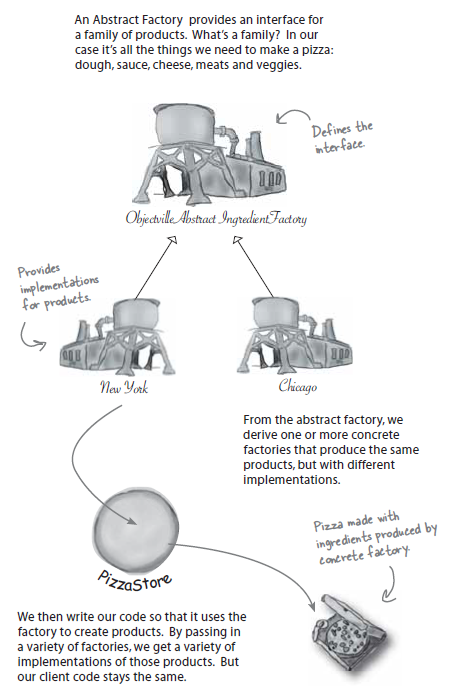 An Abstract Factory provides an interface for
a family of products. What's a family? In our
case it's all the things we need to make a pizza:
dough, sauce, cheese, meats and veggies.
Defines the
interface.
Objectville Abstract IngredientFactory
Provides
implementations
for products.
New York
Chicago
From the abstract factory, we
derive one or more concrete
factories that produce the same
products, but with different
implementations.
Pizza made with
ingredients produced by
concrete factory
PizzaStore
We then write our code so that it uses the
factory to create products. By passing in
a variety of factories, we get a variety of
implementations of those products. But
our client code stays the same.